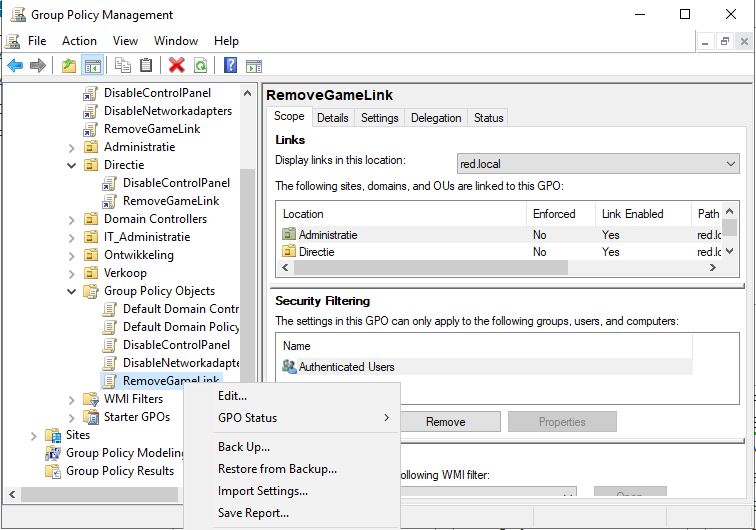 Group Policy Management
File Action View Window Help
DisableControlPanel
DisableNetworkadapters
RemoveGameLink
Administratie
Directie
DisableControlPanel
RemoveGameLink
Domain Controllers
IT_Administratie
Ontwikkeling
Verkoop
Group Policy Objects
Default Domain Contr
Default Domain Policy
DisableControlPanel
DisableNetworkadapte
RemoveGameLink
WMI Filters
Starter GPOs
Sites
Group Policy Modeling
Group Policy Results
RemoveGameLink
Scope Details Settings Delegation Status
Links
Display links in this location: red.local
The following sites, domains, and OUs are linked to this GPO:
Location Enforced Link Enabled Path
Administratie No Yes red.lc
Directie No Yes red.lc
Security Filtering
The settings in this GPO can only apply to the following groups, users, and computers:
Name
Authenticated Users
Remove Properties
ollowing WMI filter:
Open
Edit...
GPO Status
Back Up...
Restore from Backup...
Import Settings...
Save Report...